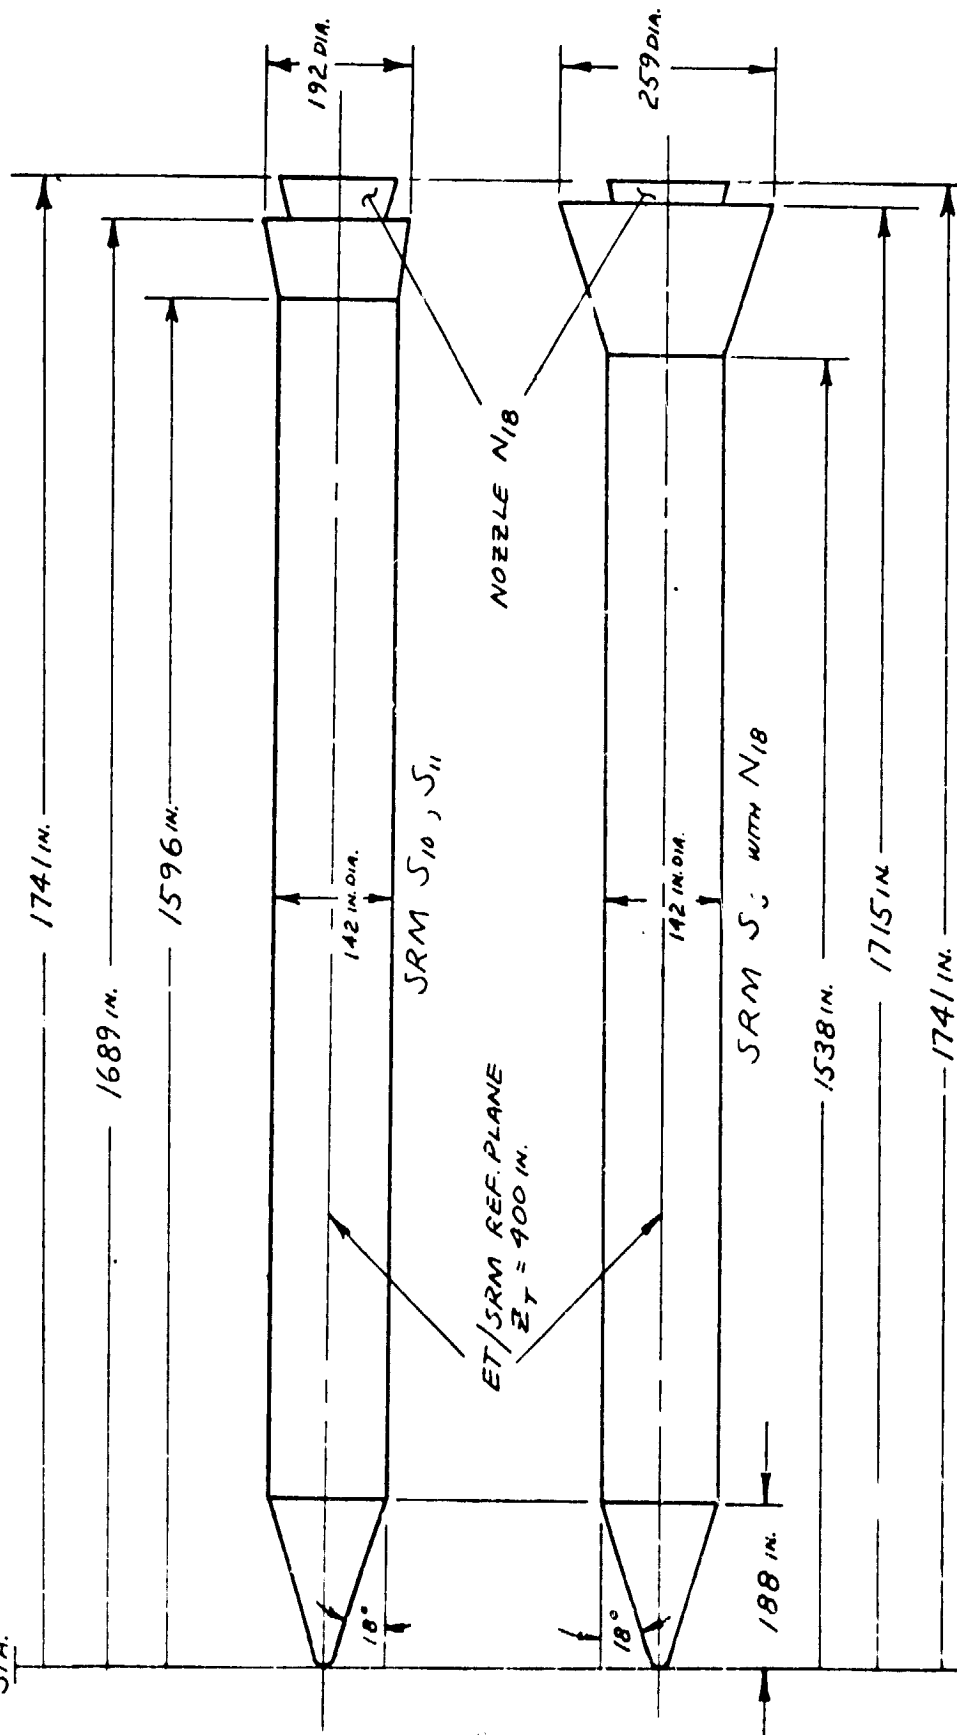 STA.
1741 IN.
1689 IN.
1596 IN.
192 DIA.
142 IN. DIA.
SRM S10, S11
18°
NOZZLE N18
ET/SRM REF. PLANE
ZT = 400 IN.
259 DIA.
142 IN. DIA.
18°
SRM S WITH N18
188 IN.
1538 IN.
1715 IN.
1741 IN.